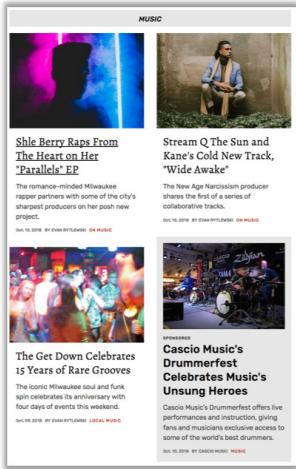 MUSIC
Shle Berry Raps From
The Heart on Her
"Parallels" EP
The romance-minded Milwaukee
rapper partners with some of the city's
sharpest producers on her posh new
project.
Oct. 10, 2018 BY EVAN RYTLEWSKI ON MUSIC
Stream Q The Sun and
Kane's Cold New Track,
"Wide Awake"
The New Age Narcissism producer
shares the first of a series of
collaborative tracks.
Oct. 10, 2018 BY EVAN RYTLEWSKI ON MUSIC
The Get Down Celebrates
15 Years of Rare Grooves
The iconic Milwaukee soul and funk
spin celebrates its anniversary with
four days of events this weekend.
Oct. 09, 2018 BY EVAN RYTLEWSKI LOCAL MUSIC
Zildjian
SPONSORED
Cascio Music's
Drummerfest
Celebrates Music's
Unsung Heroes
Cascio Music's Drummerfest offers live
performances and instruction, giving
fans and musicians exclusive access to
some of the world's best drummers.
Oct. 10, 2018 BY CASCIO MUSIC MUSIC